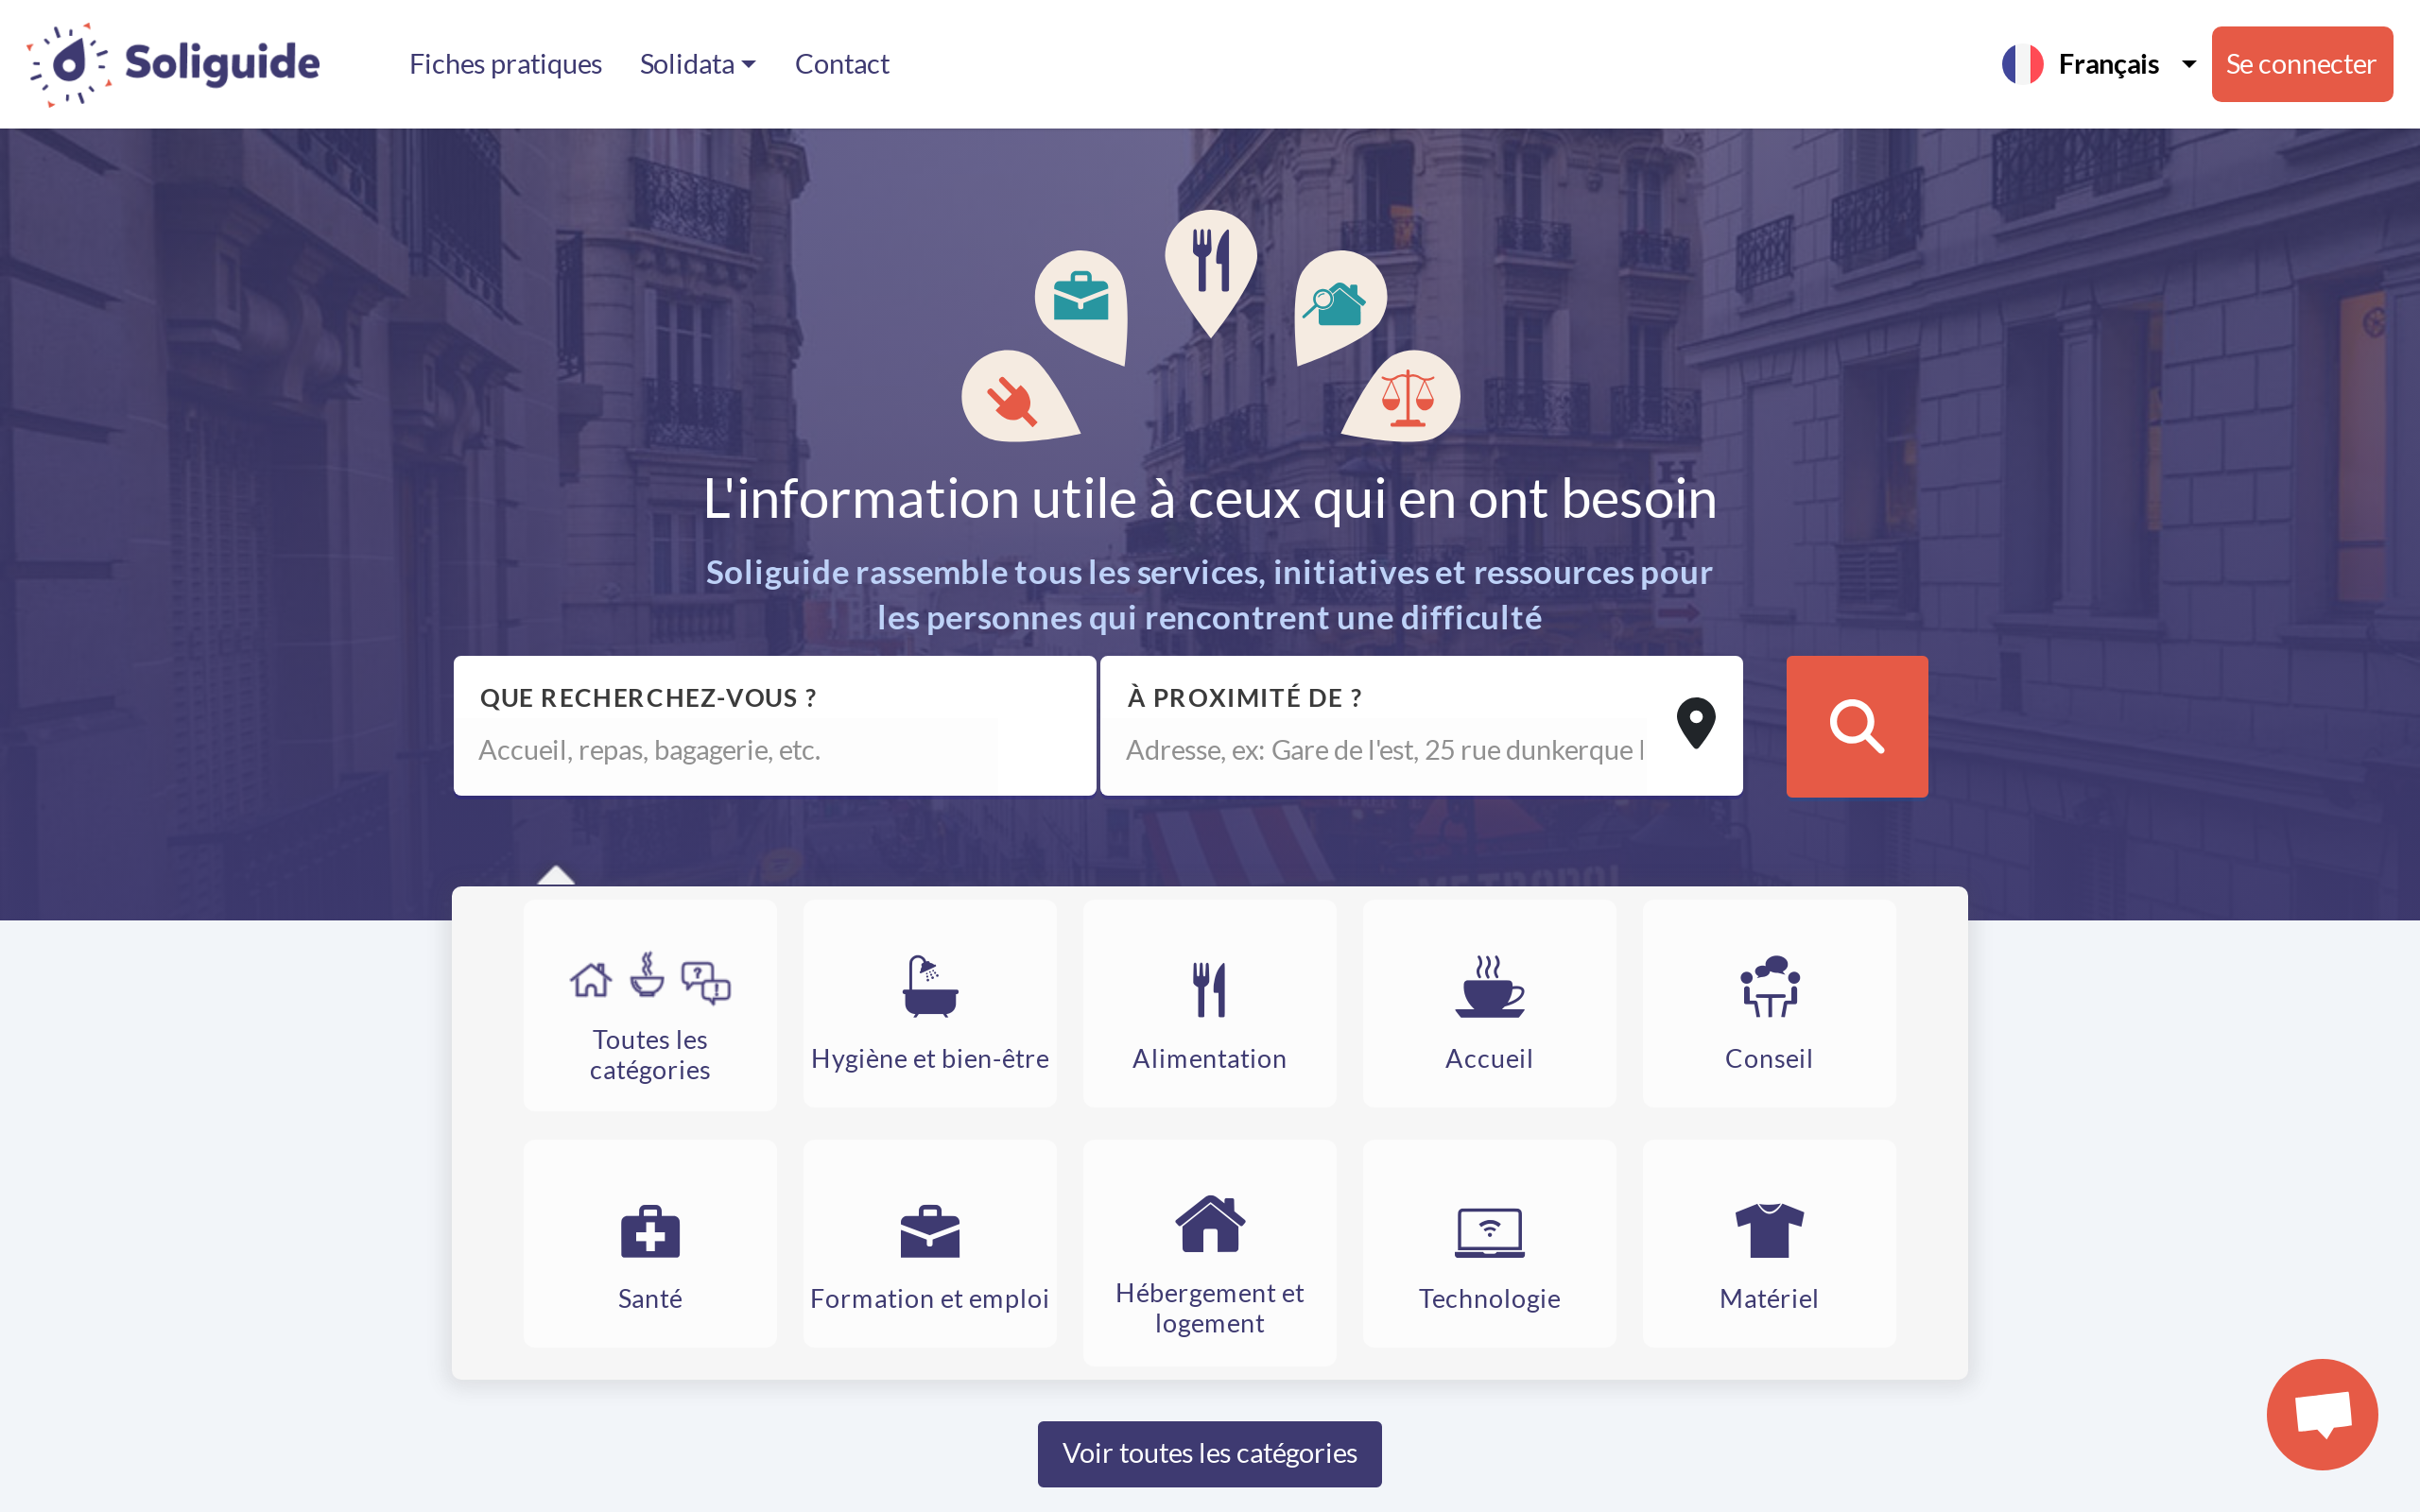 Soliguide
Fiches pratiques
Solidata
Contact
Français
Se connecter
HOTEL
L'information utile à ceux qui en ont besoin
Soliguide rassemble tous les services, initiatives et ressources pour
les personnes qui rencontrent une difficulté
QUE RECHERCHEZ-VOUS ?
Accueil, repas, bagagerie, etc.
À PROXIMITÉ DE ?
Adresse, ex: Gare de l'est, 25 rue dunkerque
Toutes les
catégories
Hygiène et bien-être
Alimentation
Accueil
Conseil
Santé
Formation et emploi
Hébergement et
logement
Technologie
Matériel
Voir toutes les catégories